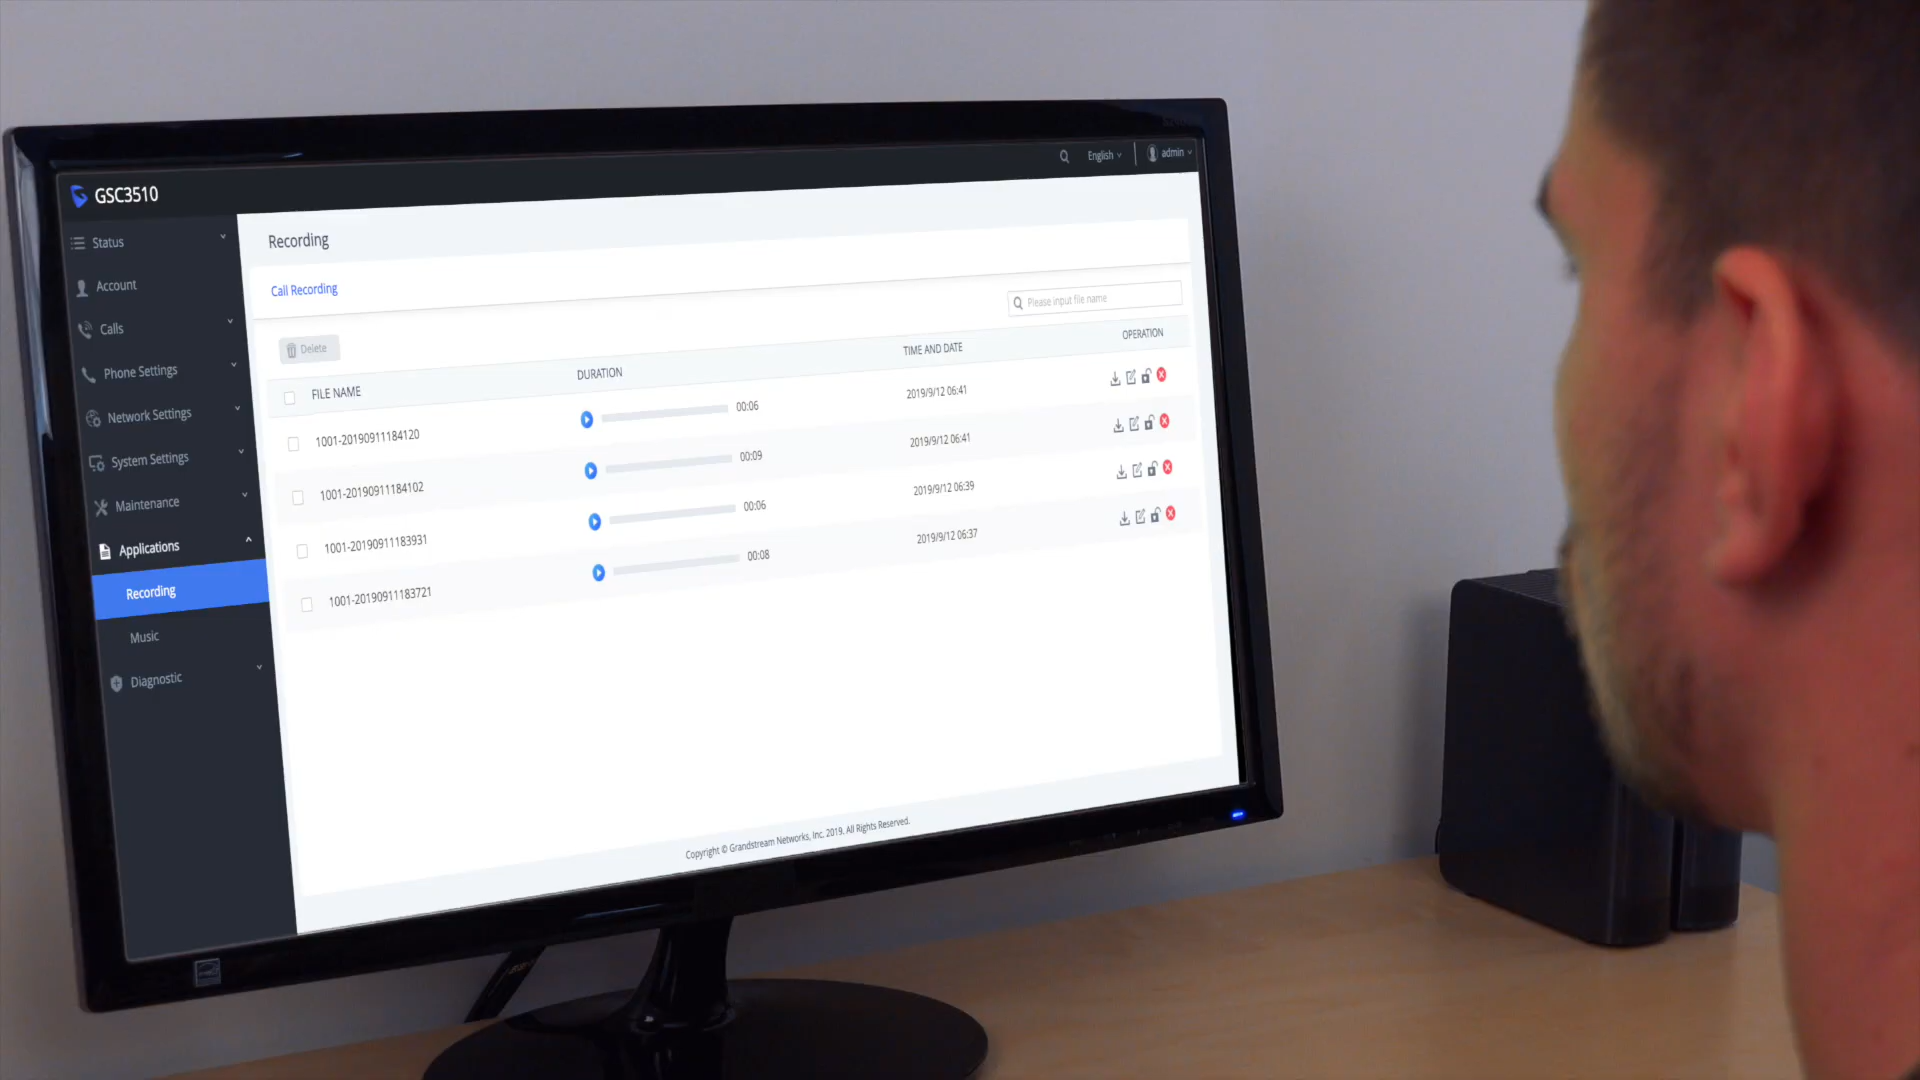 GSC3510
English
admin
Status
Account
Calls
Phone Settings
Network Settings
System Settings
Maintenance
Applications
Recording
Music
Diagnostic
Recording
Call Recording
Please input file name
Delete
FILE NAME DURATION TIME AND DATE OPERATION
1001-20190911184120 00:06 2019/9/12 06:41
1001-20190911184102 00:09 2019/9/12 06:41
1001-20190911183931 00:06 2019/9/12 06:39
1001-20190911183721 00:08 2019/9/12 06:37
Copyright © Grandstream Networks, Inc. 2019. All Rights Reserved.